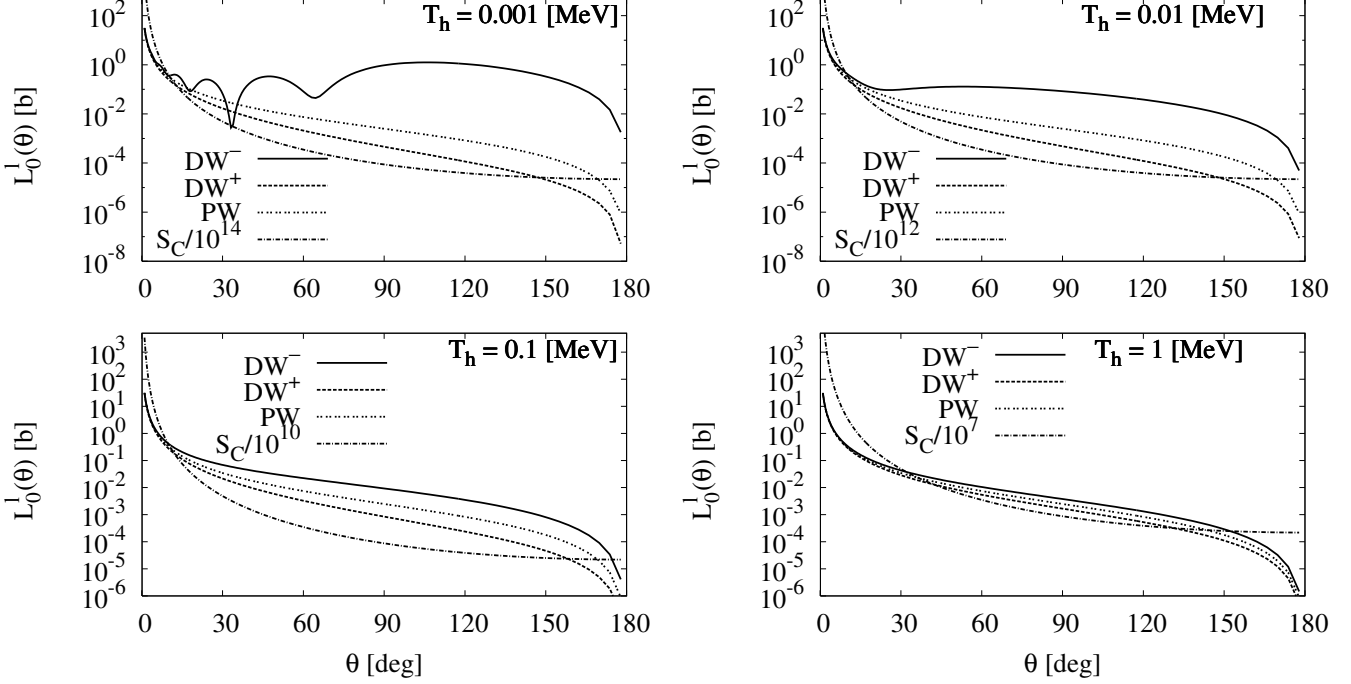 T_h = 0.001 [MeV]
10^2
10^0
10^-2
10^-4
10^-6
10^-8
L_0^1(θ) [b]
DW^-
DW^+
PW
S_C/10^14
0 30 60 90 120 150 180
T_h = 0.01 [MeV]
10^2
10^0
10^-2
10^-4
10^-6
10^-8
L_0^1(θ) [b]
DW^-
DW^+
PW
S_C/10^12
0 30 60 90 120 150 180
T_h = 0.1 [MeV]
10^3
10^2
10^1
10^0
10^-1
10^-2
10^-3
10^-4
10^-5
10^-6
L_0^1(θ) [b]
DW^-
DW^+
PW
S_C/10^10
0 30 60 90 120 150 180
θ [deg]
T_h = 1 [MeV]
10^3
10^2
10^1
10^0
10^-1
10^-2
10^-3
10^-4
10^-5
10^-6
L_0^1(θ) [b]
DW^-
DW^+
PW
S_C/10^7
0 30 60 90 120 150 180
θ [deg]